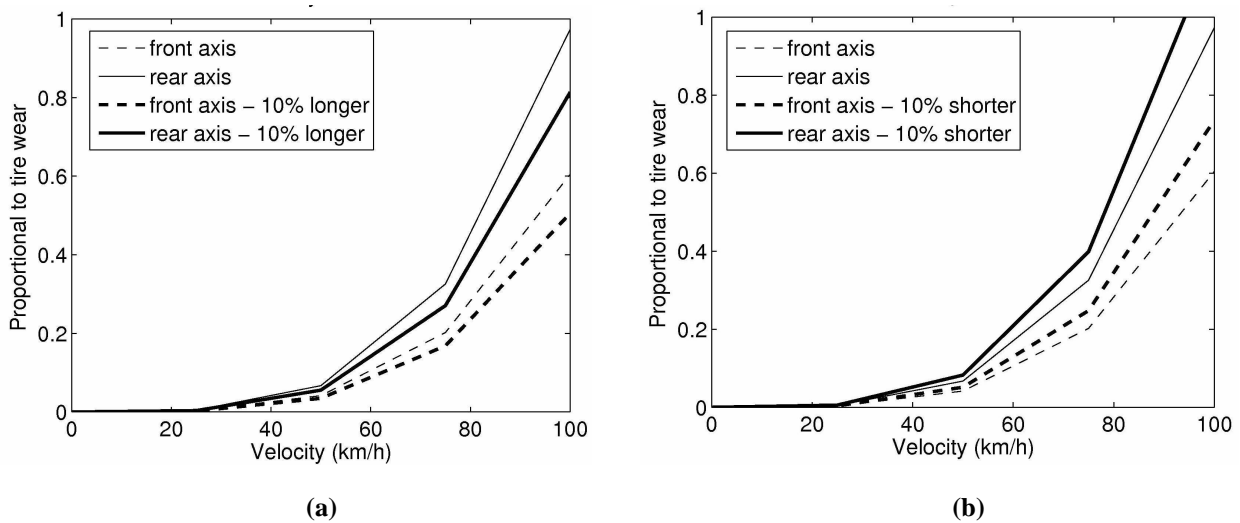 1
0.8
0.6
0.4
0.2
0
0 20 40 60 80 100
Proportional to tire wear
Velocity (km/h)
front axis
rear axis
front axis – 10% longer
rear axis – 10% longer
(a)
1
0.8
0.6
0.4
0.2
0
0 20 40 60 80 100
Proportional to tire wear
Velocity (km/h)
front axis
rear axis
front axis – 10% shorter
rear axis – 10% shorter
(b)